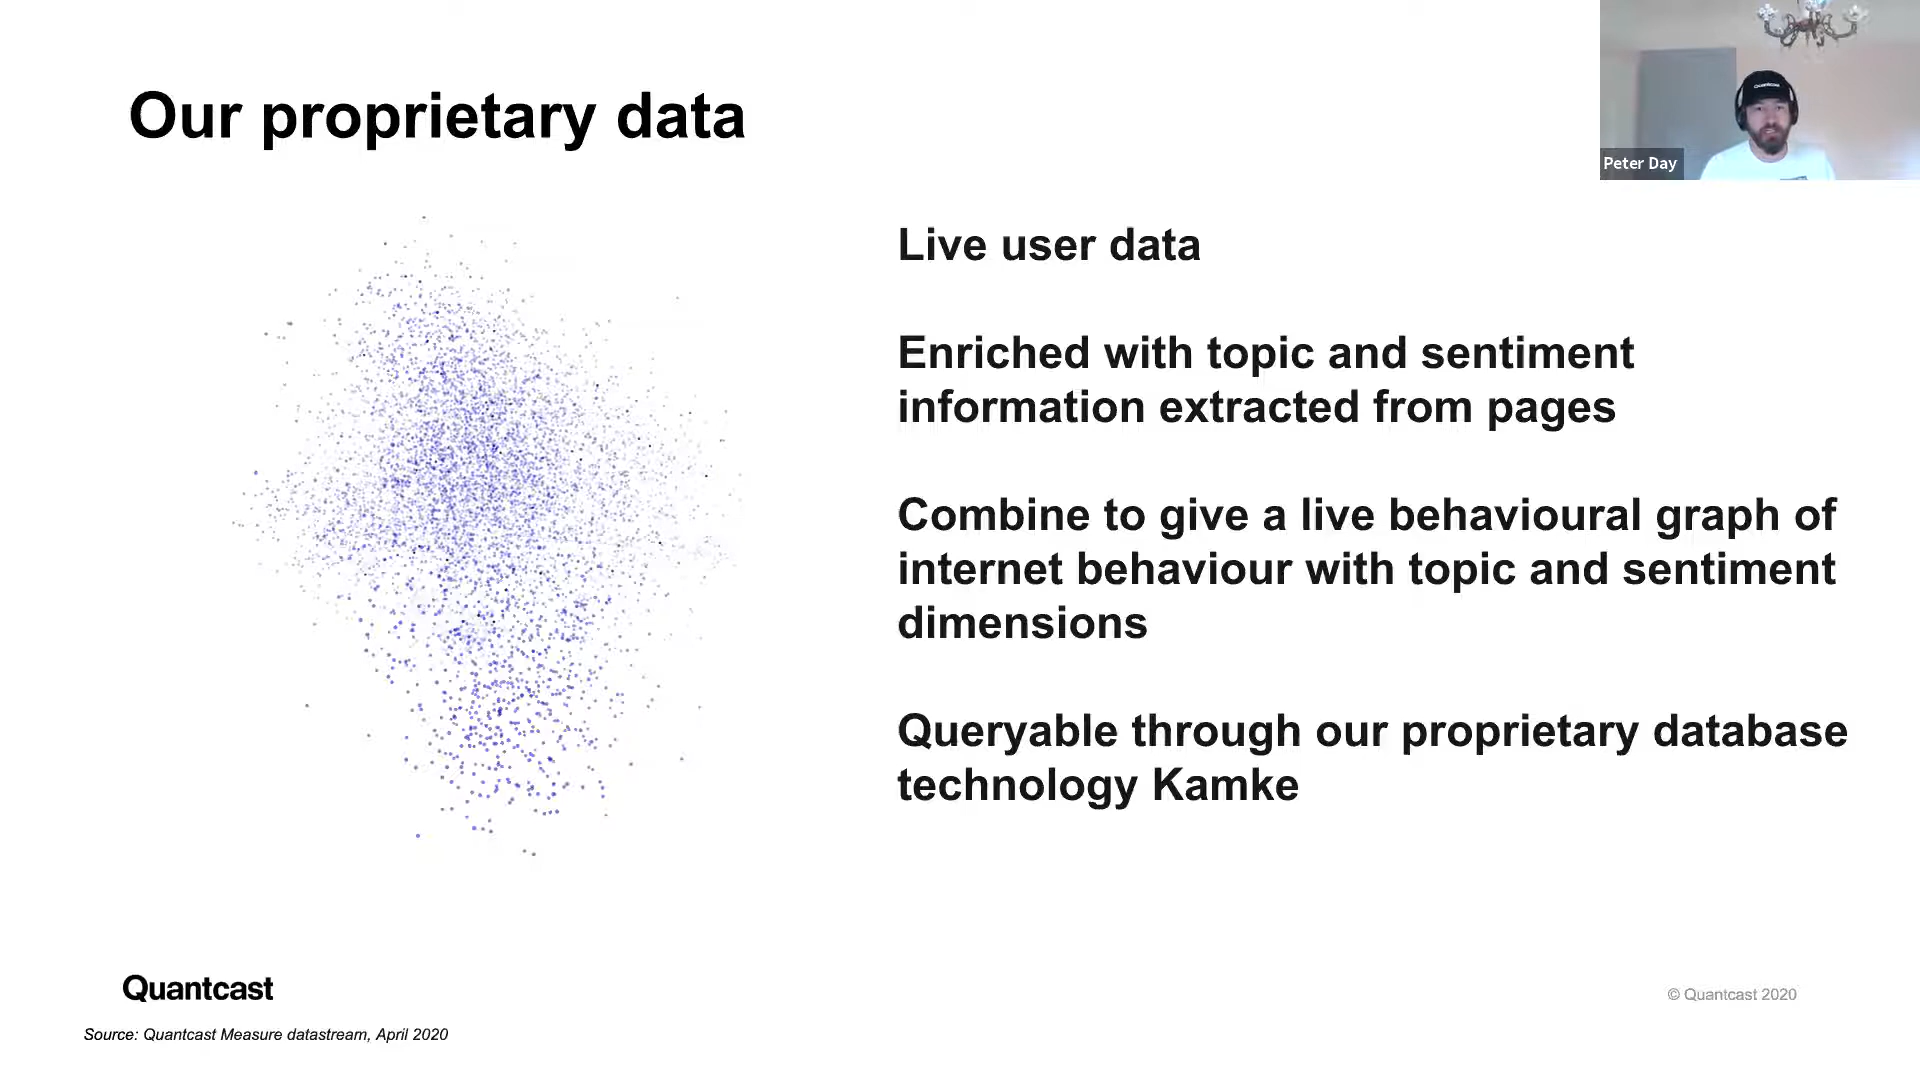 Our proprietary data
Peter Day
Quantcast
Live user data
Enriched with topic and sentiment
information extracted from pages
Combine to give a live behavioural graph of
internet behaviour with topic and sentiment
dimensions
Queryable through our proprietary database
technology Kamke
Quantcast
© Quantcast 2020
Source: Quantcast Measure datastream, April 2020